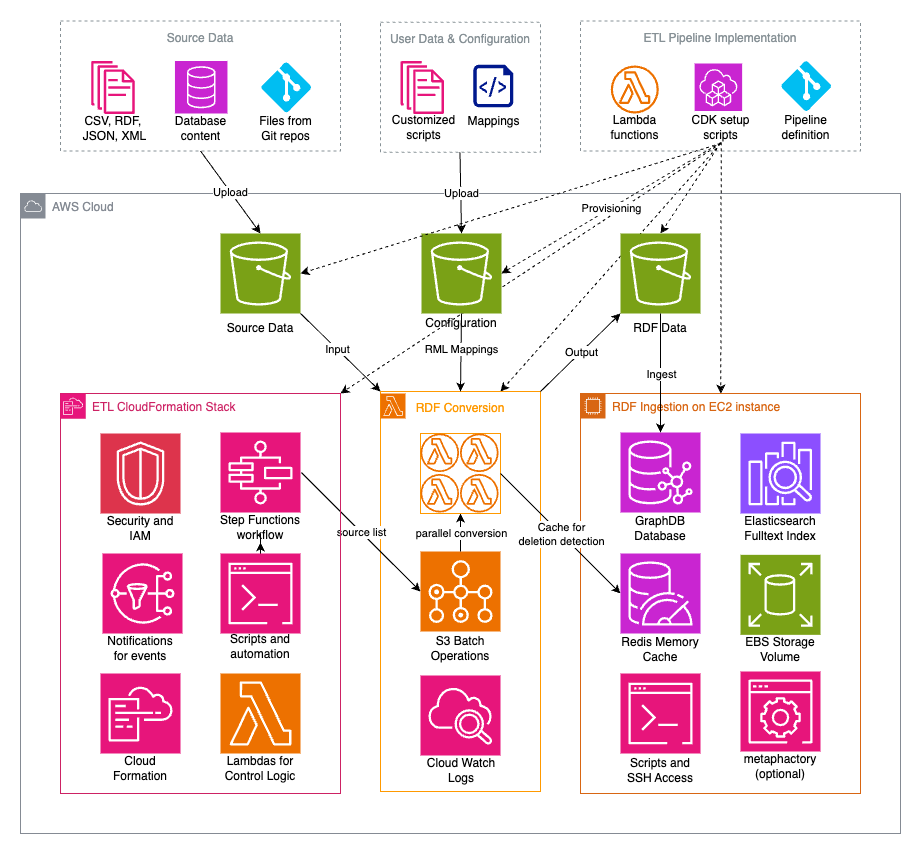 Source Data
User Data & Configuration
ETL Pipeline Implementation
CSV, RDF,
JSON, XML
Database
content
Files from
Git repos
Customized
scripts
Mappings
Lambda
functions
CDK setup
scripts
Pipeline
definition
Upload
Upload
Provisioning
AWS Cloud
Source Data
Configuration
RDF Data
Input
RML Mappings
Output
Ingest
ETL CloudFormation Stack
RDF Conversion
RDF Ingestion on EC2 instance
Security and
IAM
Step Functions
workflow
source list
parallel conversion
Cache for
deletion detection
GraphDB
Database
Elasticsearch
Fulltext Index
Notifications
for events
Scripts and
automation
S3 Batch
Operations
Redis Memory
Cache
EBS Storage
Volume
Cloud
Formation
Lambdas for
Control Logic
Cloud Watch
Logs
Scripts and
SSH Access
metaphactory
(optional)